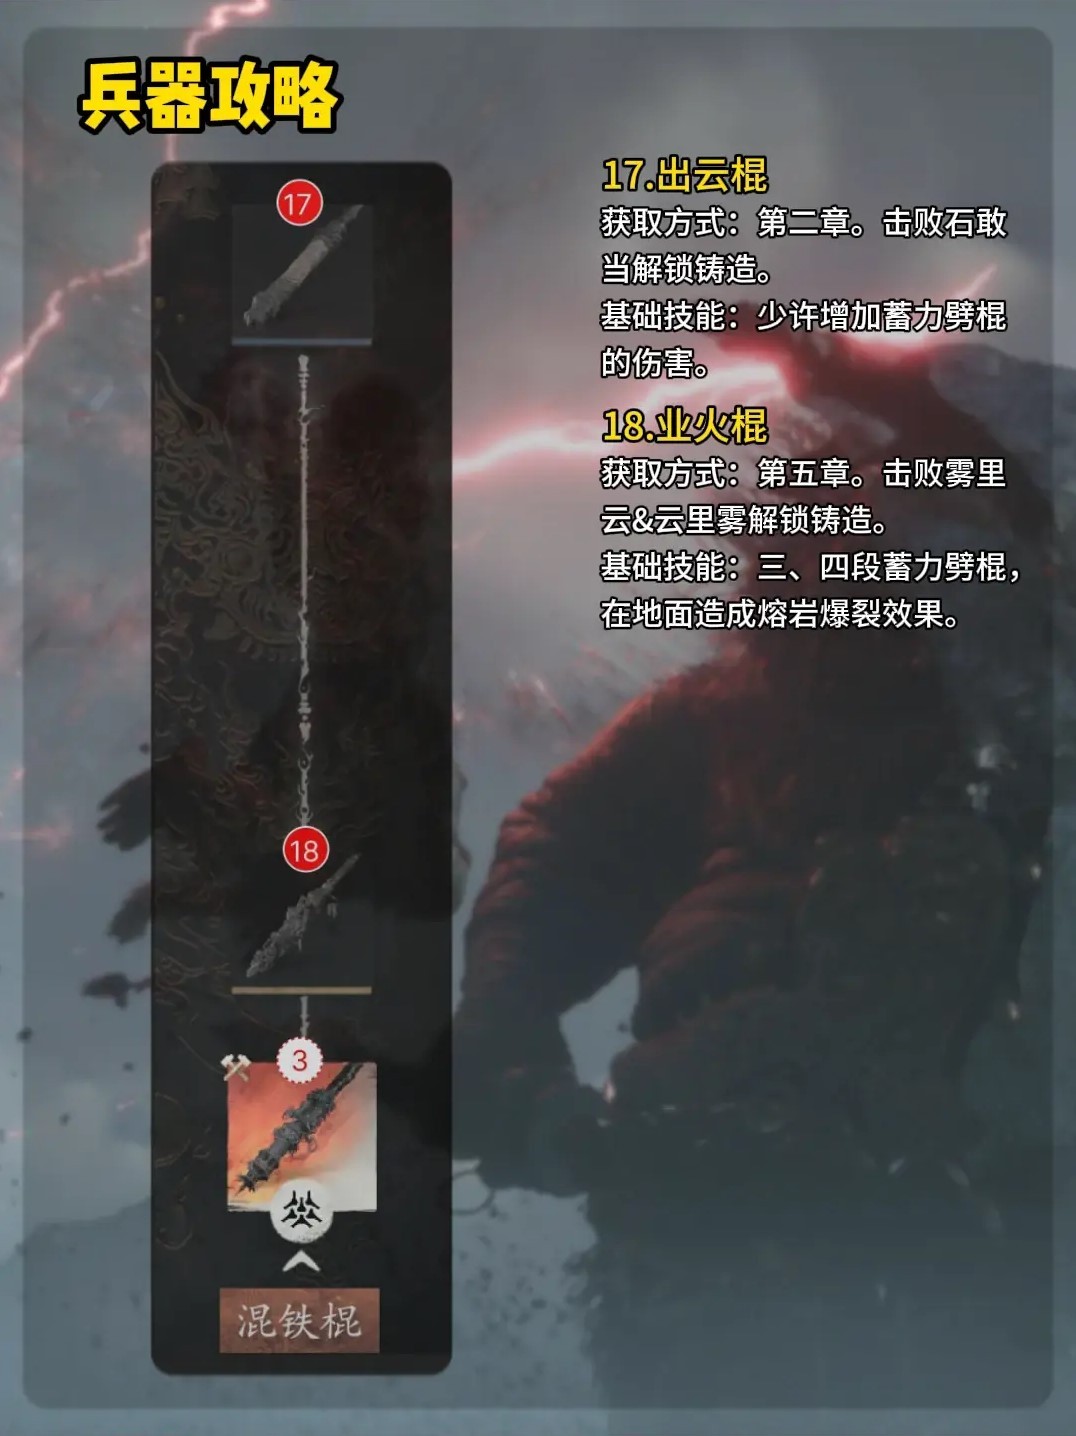 兵器攻略
17
17.出云棍
获取方式：第二章。击败石敢
当解锁铸造。
基础技能：少许增加蓄力劈棍
的伤害。
18.业火棍
获取方式：第五章。击败雾里
云&云里雾解锁铸造。
基础技能：三、四段蓄力劈棍，
在地面造成熔岩爆裂效果。
18
3
混铁棍